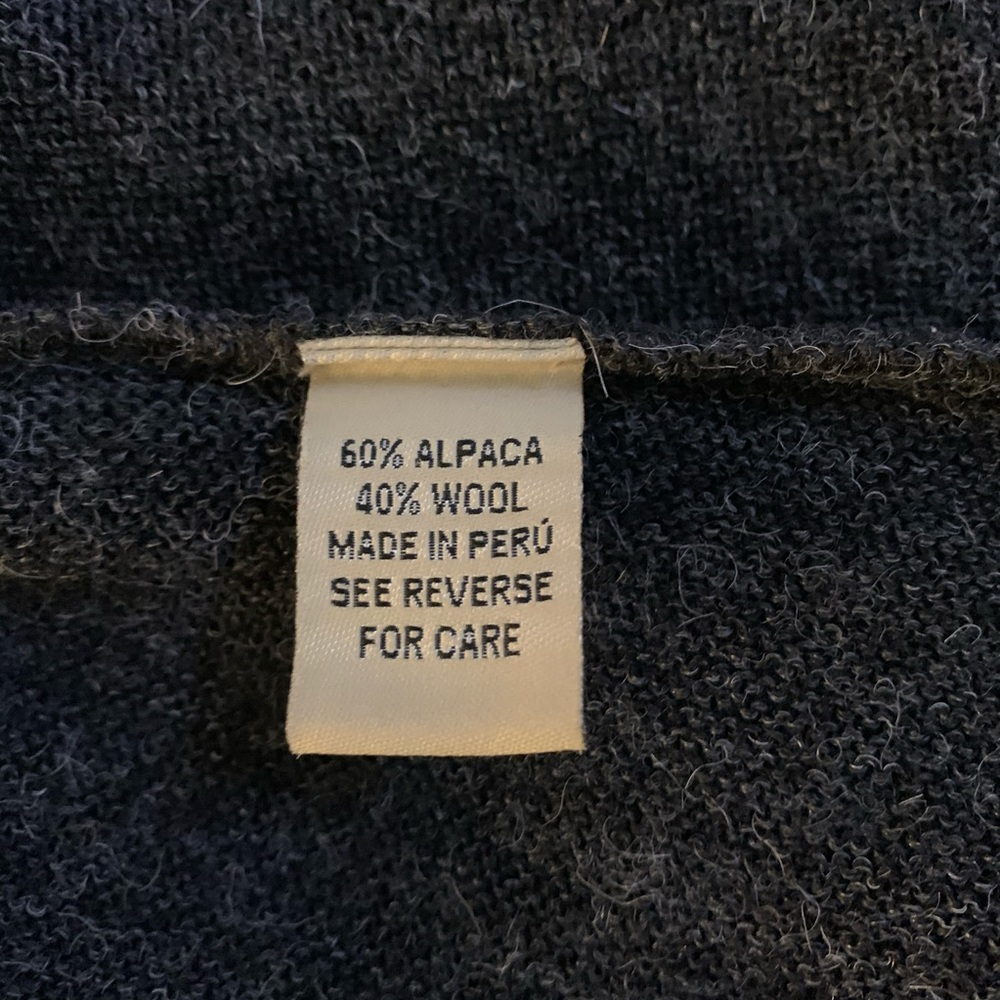 60% ALPACA
40% WOOL
MADE IN PERÚ
SEE REVERSE
FOR CARE